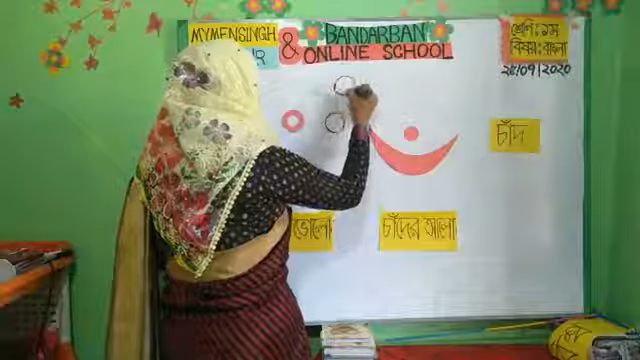 MYMENSINGH
&
BANDARBAN
ONLINE SCHOOL
শ্রেণি: ১ম
বিষয়: বাংলা
২৮/০৭/২০২০
চাঁদ
ভোলো
চাঁদের আলো